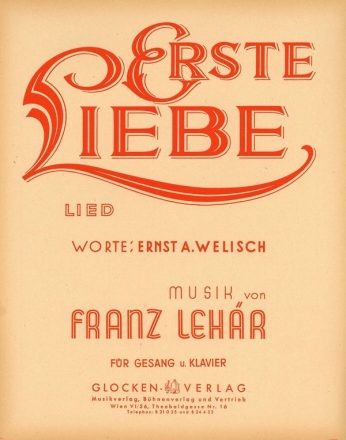 ERSTE
LIEBE
LIED
WORTE: ERNST A. WELISCH
MUSIK von
FRANZ LEHÁR
FÜR GESANG u. KLAVIER
GLOCKEN-VERLAG
Musikverlag, Bühnenverlag und Vertrieb
Wien VI/56, Theobaldgasse Nr. 16
Telephon: